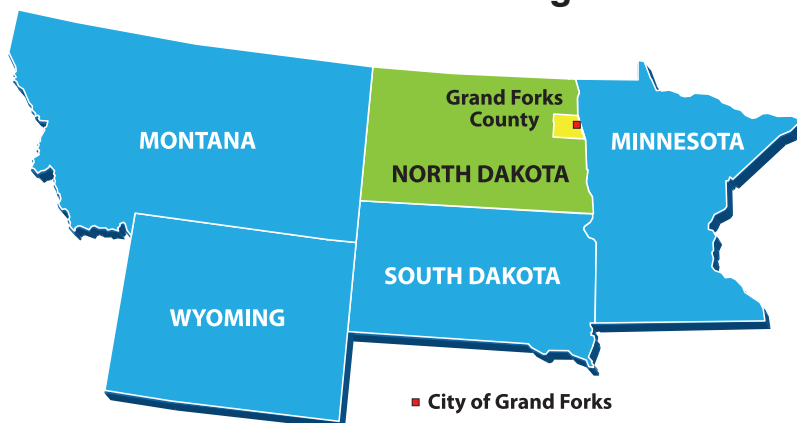 Grand Forks
County
MONTANA
MINNESOTA
NORTH DAKOTA
SOUTH DAKOTA
WYOMING
City of Grand Forks